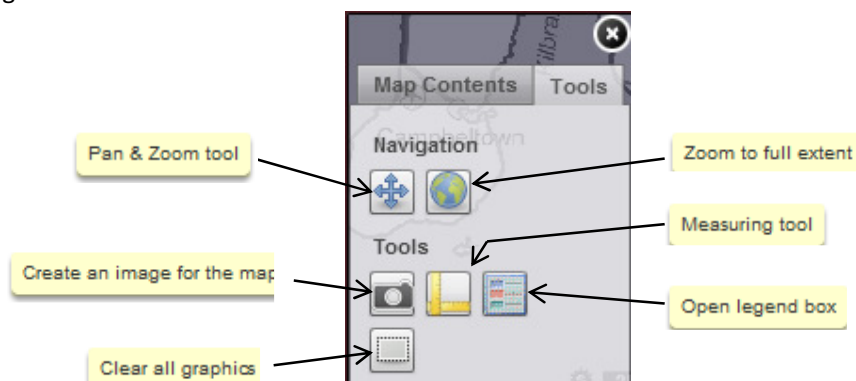 Map Contents
Tools
Campbeltown
Navigation
Pan & Zoom tool
Zoom to full extent
Measuring tool
Tools
Create an image for the map
Open legend box
Clear all graphics